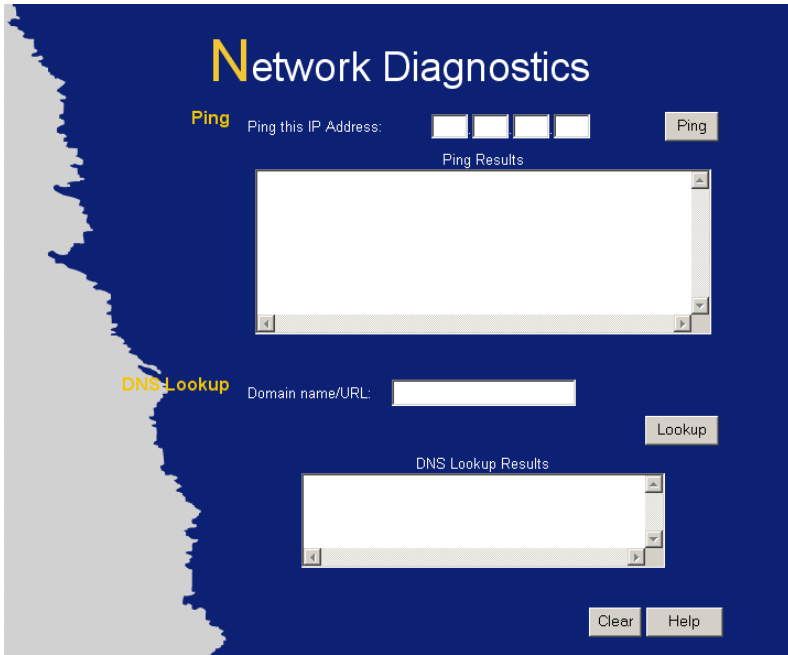 Network Diagnostics
Ping
Ping this IP Address:
. . .
Ping
Ping Results
DNS Lookup
Domain name/URL:
Lookup
DNS Lookup Results
Clear
Help